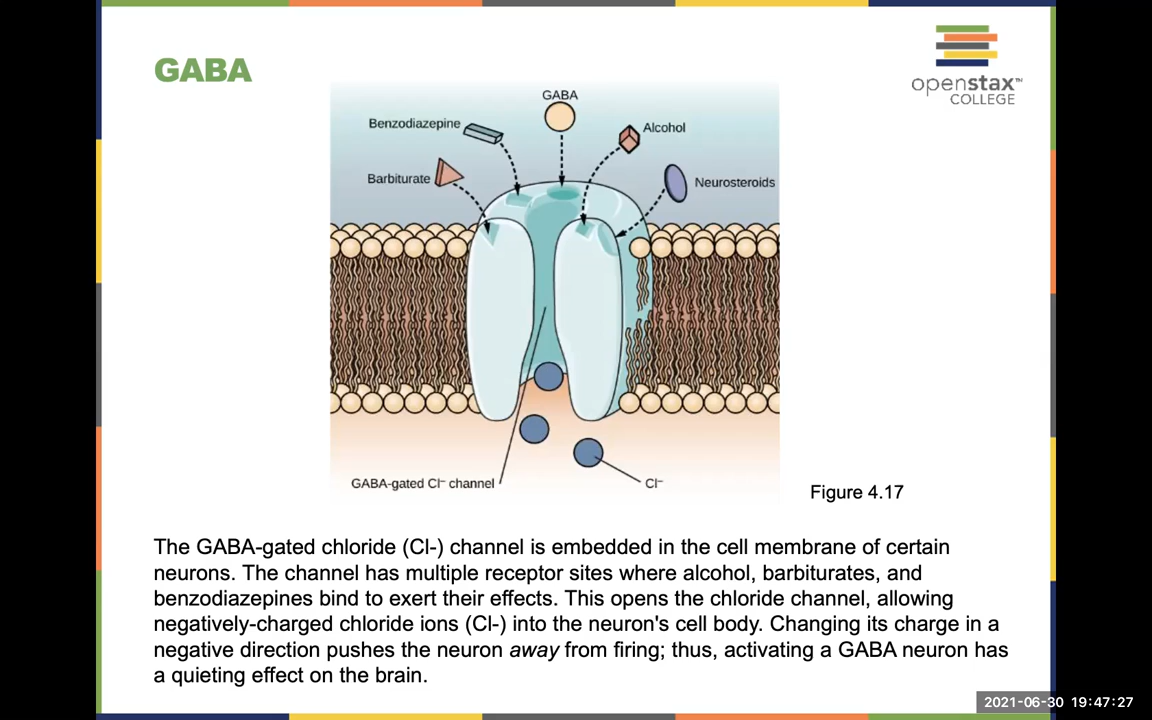 GABA
openstax™
COLLEGE
GABA
Benzodiazepine
Alcohol
Barbiturate
Neurosteroids
GABA-gated Cl⁻ channel
Cl⁻
Figure 4.17
The GABA-gated chloride (Cl-) channel is embedded in the cell membrane of certain
neurons. The channel has multiple receptor sites where alcohol, barbiturates, and
benzodiazepines bind to exert their effects. This opens the chloride channel, allowing
negatively-charged chloride ions (Cl-) into the neuron's cell body. Changing its charge in a
negative direction pushes the neuron away from firing; thus, activating a GABA neuron has
a quieting effect on the brain.
2021-06-30 19:47:27